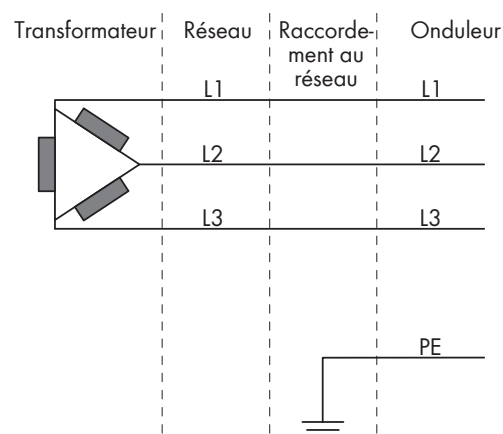 Transformateur
Réseau
Raccorde-
ment au
réseau
Onduleur
L1
L1
L2
L2
L3
L3
PE